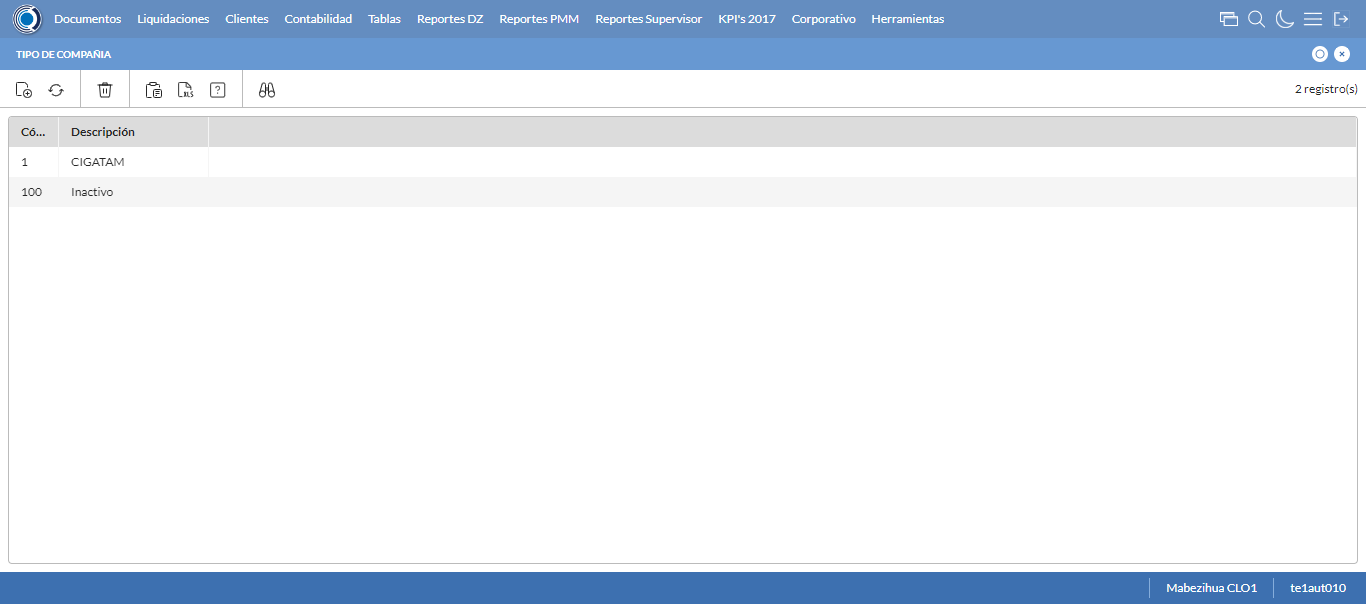 Documentos Liquidaciones Clientes Contabilidad Tablas Reportes DZ Reportes PMM Reportes Supervisor KPI's 2017 Corporativo Herramientas
TIPO DE COMPAÑIA
XLS ? 2 registro(s)
Có... Descripción
1 CIGATAM
100 Inactivo
Mabezihua CLO1 te1aut010